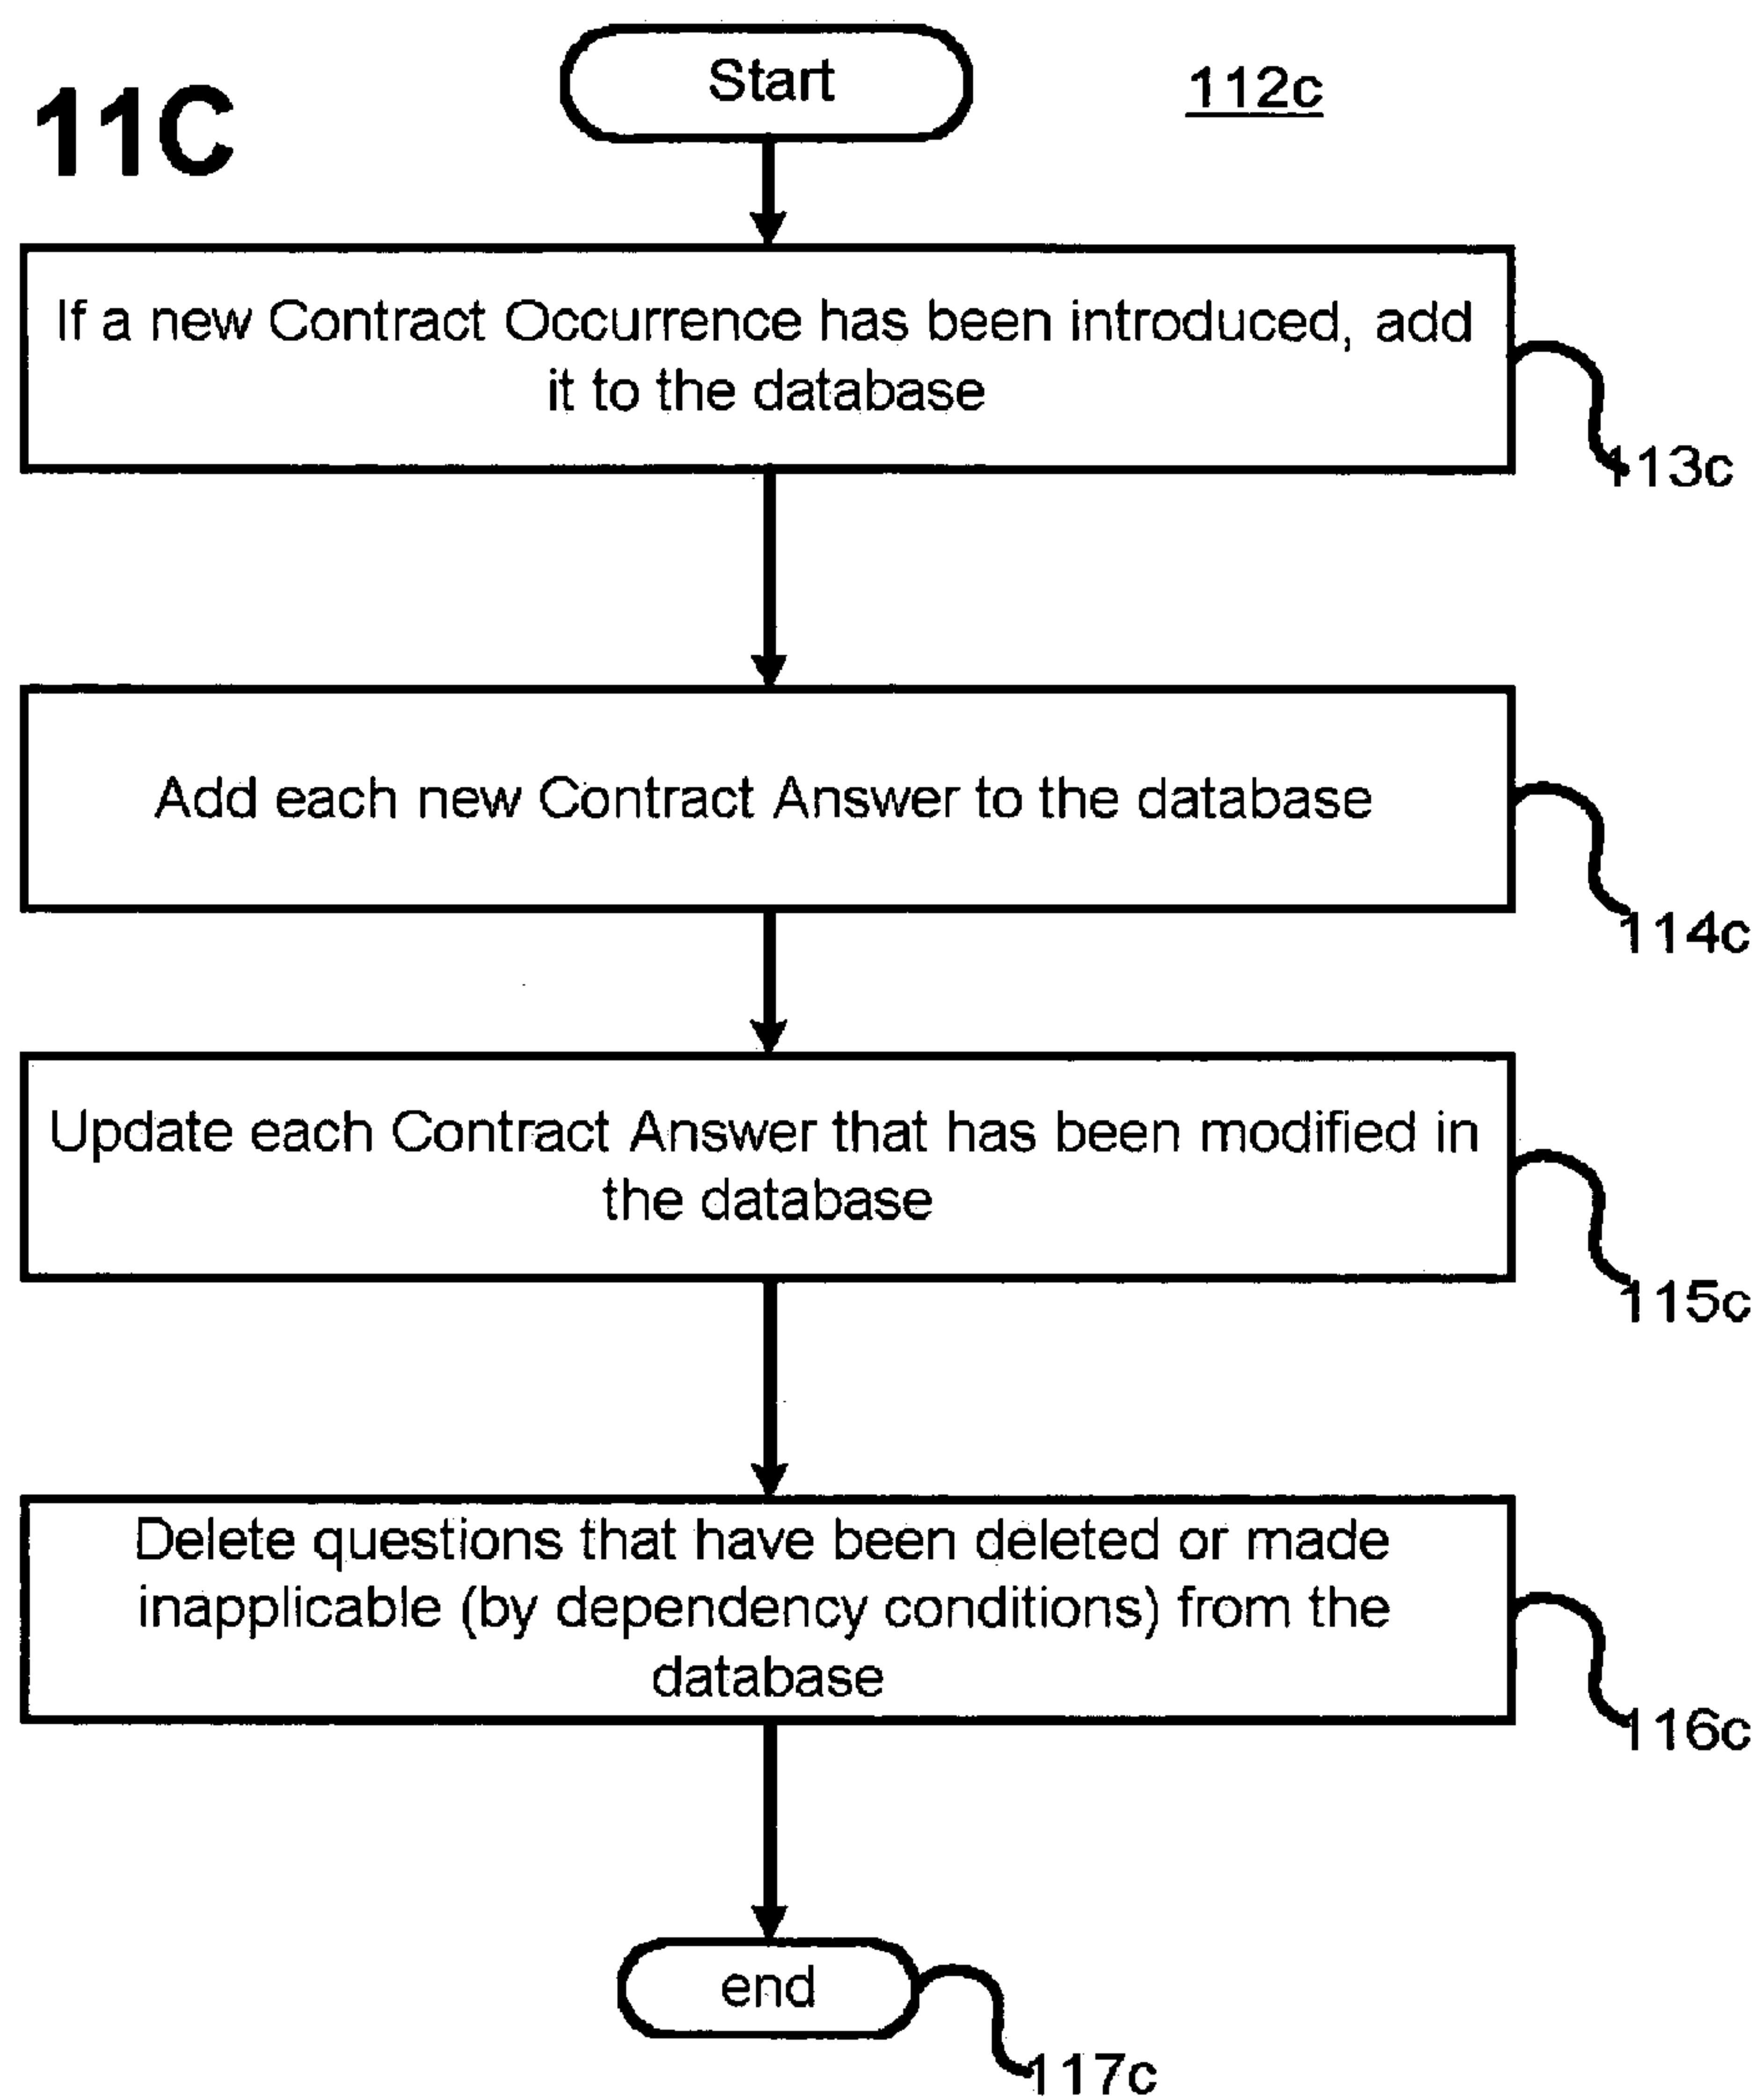 11C
Start
112c
If a new Contract Occurrence has been introduced, add
it to the database
113c
Add each new Contract Answer to the database
114c
Update each Contract Answer that has been modified in
the database
115c
Delete questions that have been deleted or made
inapplicable (by dependency conditions) from the
database
116c
end
117c